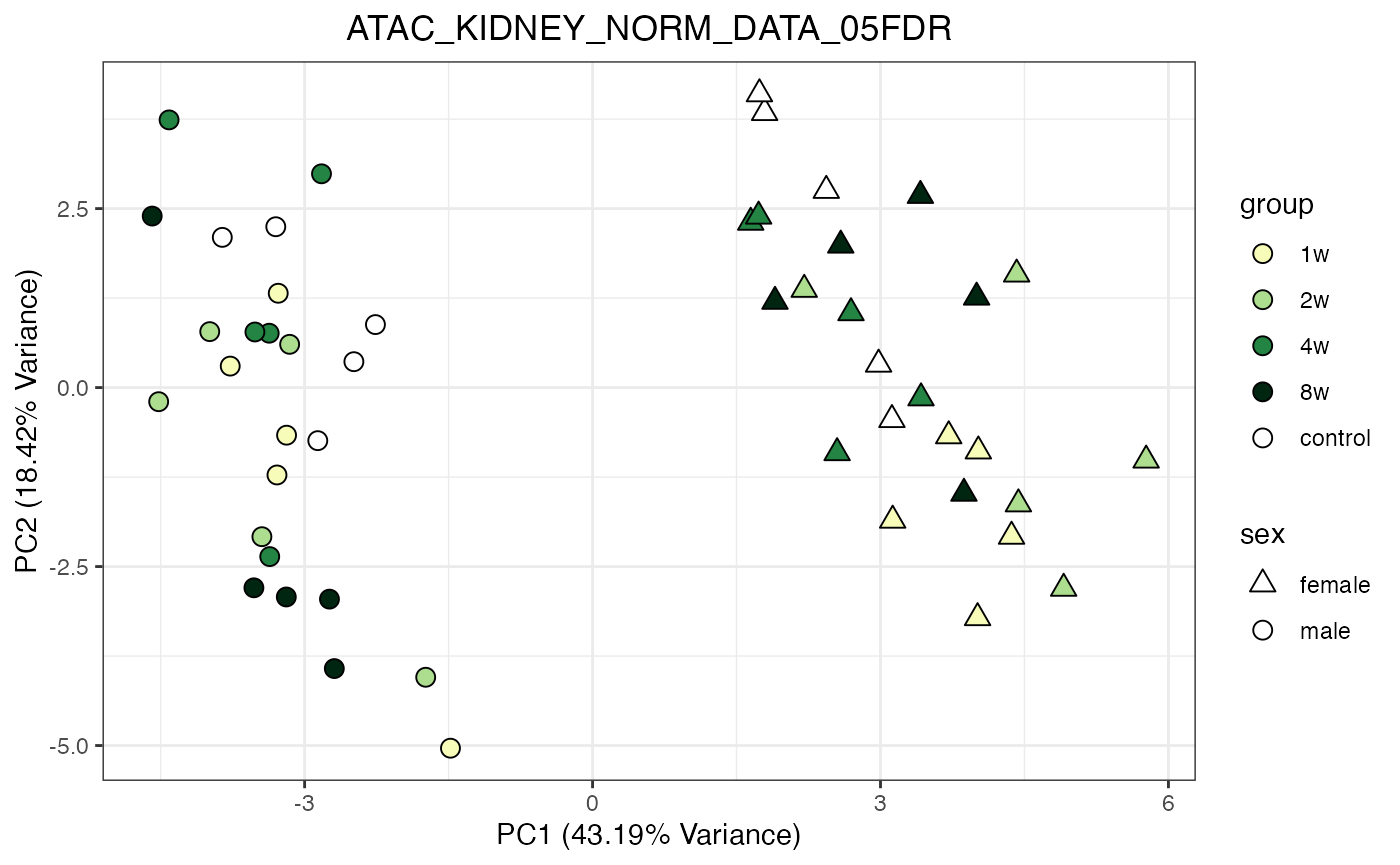 ATAC_KIDNEY_NORM_DATA_05FDR
PC2 (18.42% Variance)
2.5
0.0
-2.5
-5.0
-3
0
3
6
PC1 (43.19% Variance)
group
1w
2w
4w
8w
control
sex
female
male